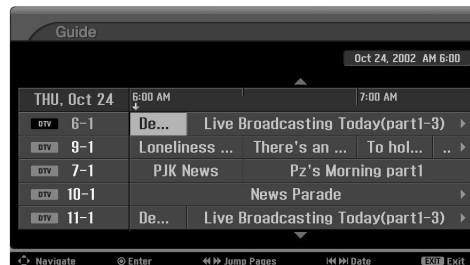 Guide
Oct 24, 2002 AM 6:00
THU, Oct 24 6:00 AM 7:00 AM
DTV 6-1 De... Live Broadcasting Today(part1-3)
DTV 9-1 Loneliness ... There's an ... To hol... ..
DTV 7-1 PJK News Pz's Morning part1
DTV 10-1 News Parade
DTV 11-1 De... Live Broadcasting Today(part1-3)
Navigate Enter Jump Pages Date EXIT Exit